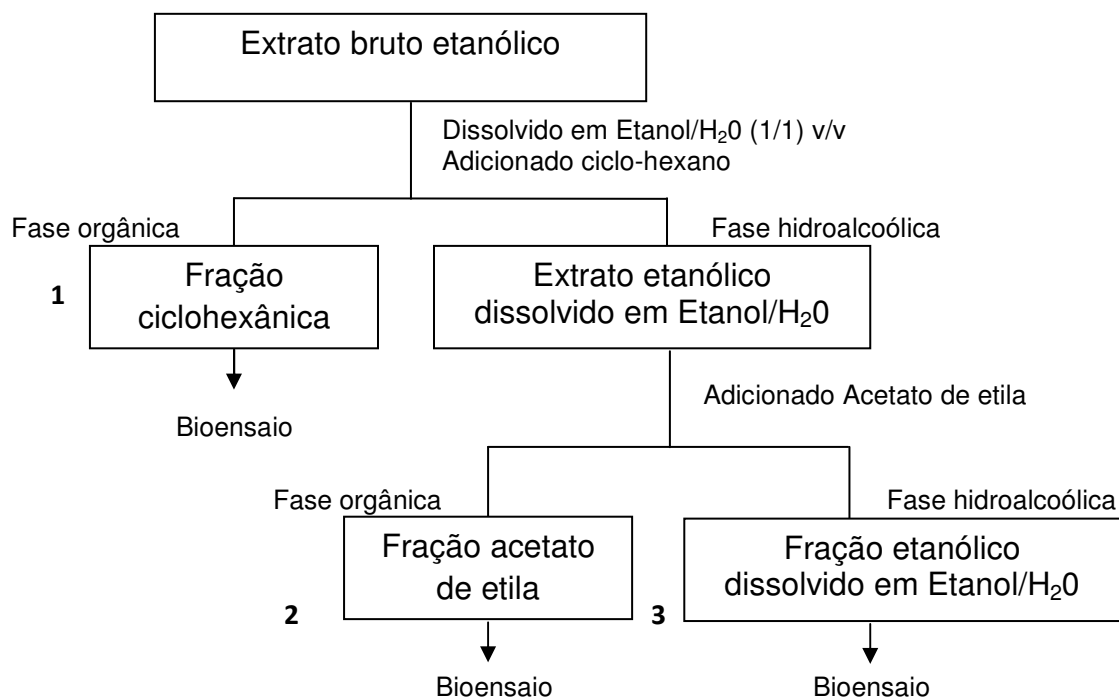 Extrato bruto etanólico
Dissolvido em Etanol/H₂0 (1/1) v/v
Adicionado ciclo-hexano
Fase orgânica
Fase hidroalcoólica
1
Fração
ciclohexânica
Extrato etanólico
dissolvido em Etanol/H₂0
Bioensaio
Adicionado Acetato de etila
Fase orgânica
Fase hidroalcoólica
2
Fração acetato
de etila
3
Fração etanólico
dissolvido em Etanol/H₂0
Bioensaio
Bioensaio